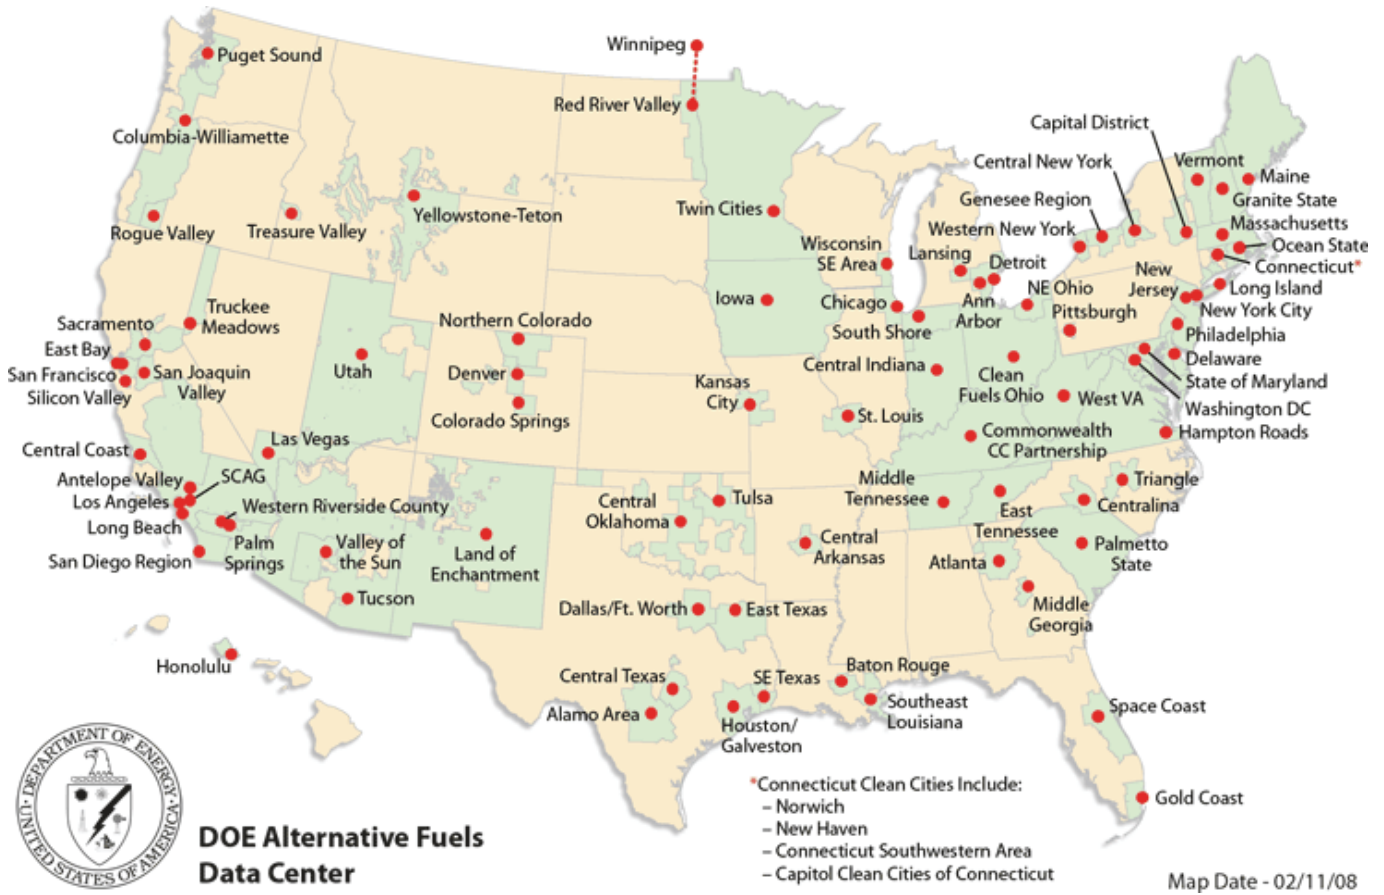 Winnipeg
Puget Sound
Red River Valley
Columbia-Williamette
Capital District
Central New York
Vermont
Maine
Genesee Region
Granite State
Yellowstone-Teton
Twin Cities
Western New York
Massachusetts
Rogue Valley
Treasure Valley
Wisconsin
SE Area
Lansing
Ocean State
Detroit
Connecticut*
New
Jersey
Long Island
Truckee
Meadows
Iowa
Chicago
Ann
Arbor
NE Ohio
Pittsburgh
New York City
Sacramento
Northern Colorado
South Shore
Philadelphia
East Bay
San Francisco
Silicon Valley
San Joaquin
Valley
Utah
Denver
Central Indiana
Clean
Fuels Ohio
Delaware
State of Maryland
Kansas
City
West VA
Washington DC
Colorado Springs
St. Louis
Hampton Roads
Las Vegas
Commonwealth
CC Partnership
Central Coast
Antelope Valley
SCAG
Middle
Tennessee
Triangle
Los Angeles
Western Riverside County
Central
Oklahoma
Tulsa
East
Tennessee
Centralina
Long Beach
Palm
Springs
Valley of
the Sun
Land of
Enchantment
Central
Arkansas
Palmetto
State
San Diego Region
Atlanta
Tucson
Dallas/Ft. Worth
East Texas
Middle
Georgia
Honolulu
Central Texas
SE Texas
Baton Rouge
Alamo Area
Houston/
Galveston
Southeast
Louisiana
Space Coast
Gold Coast
*Connecticut Clean Cities Include:
– Norwich
– New Haven
– Connecticut Southwestern Area
– Capitol Clean Cities of Connecticut
DEPARTMENT OF ENERGY
UNITED STATES OF AMERICA
DOE Alternative Fuels
Data Center
Map Date - 02/11/08